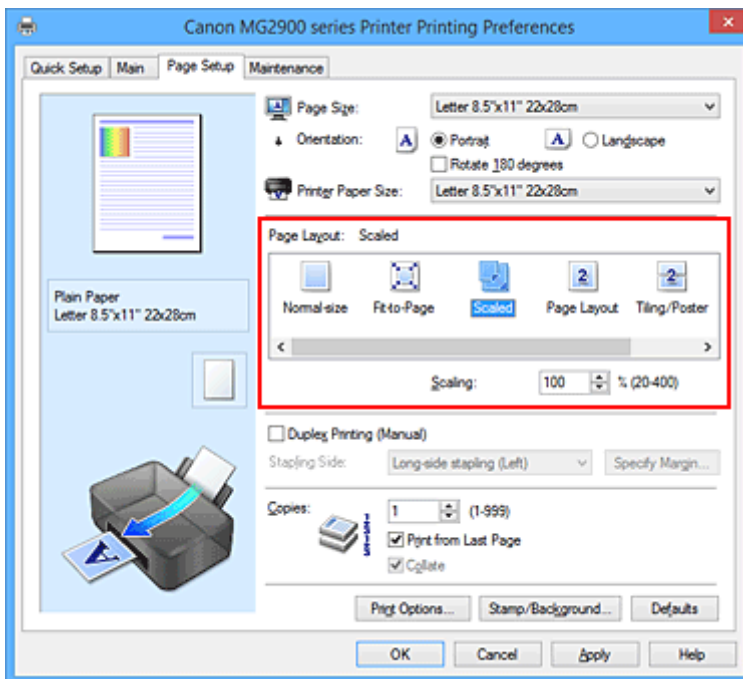 Canon MG2900 series Printer Printing Preferences
Quick Setup Main Page Setup Maintenance
Page Size: Letter 8.5"x11" 22x28cm
Orientation: A Portrait A Landscape
Rotate 180 degrees
Printer Paper Size: Letter 8.5"x11" 22x28cm
Page Layout: Scaled
Normal-size Fit-to-Page Scaled Page Layout Tiling/Poster
Scaling: 100 % (20-400)
Plain Paper
Letter 8.5"x11" 22x28cm
Duplex Printing (Manual)
Stapling Side: Long-side stapling (Left) Specify Margin...
Copies: 1 (1-999)
Print from Last Page
Collate
Print Options... Stamp/Background... Defaults
OK Cancel Apply Help